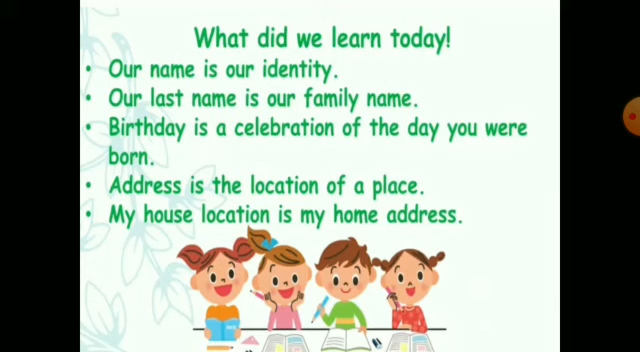 What did we learn today!
• Our name is our identity.
• Our last name is our family name.
• Birthday is a celebration of the day you were
born.
• Address is the location of a place.
• My house location is my home address.